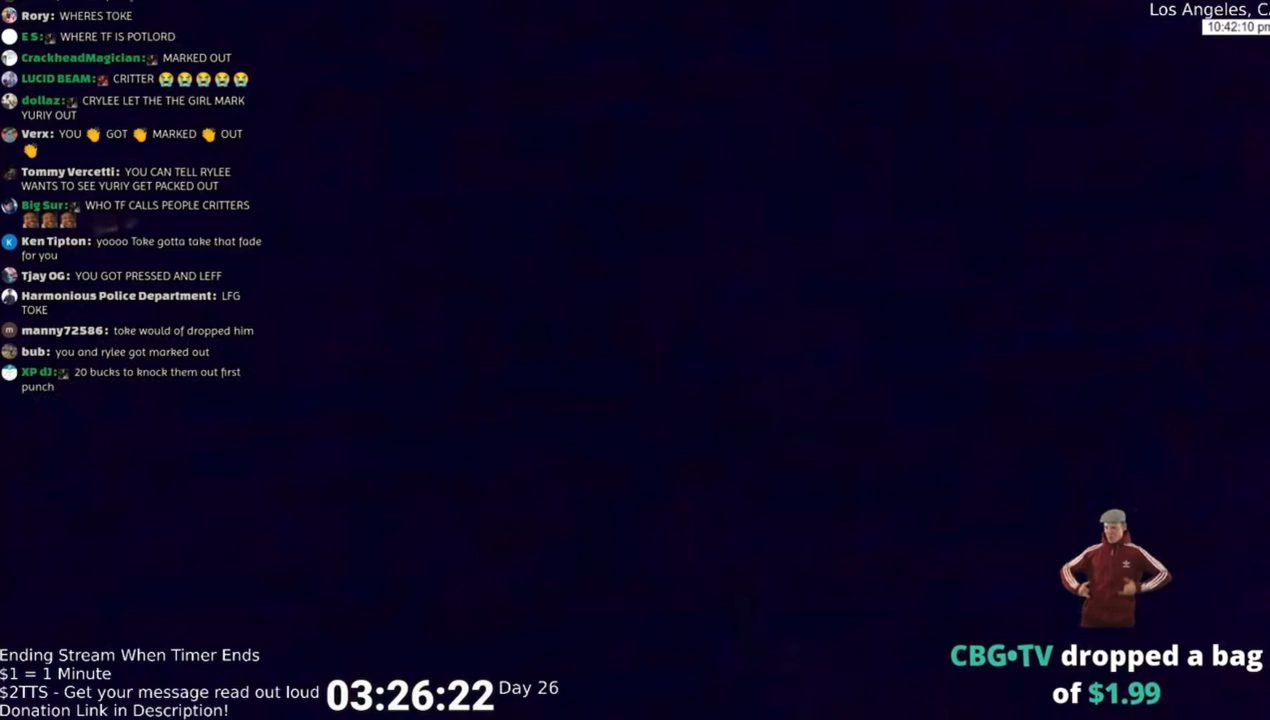 Rory: WHERES TOKE
E S: WHERE TF IS POTLORD
CrackheadMagician: MARKED OUT
LUCID BEAM: CRITTER 😭😭😭😭😭
dollaz: CRYLEE LET THE THE GIRL MARK
YURIY OUT
Verx: YOU 👏 GOT 👏 MARKED 👏 OUT
👏
Tommy Vercetti: YOU CAN TELL RYLEE
WANTS TO SEE YURIY GET PACKED OUT
Big Sur: WHO TF CALLS PEOPLE CRITTERS
K Ken Tipton: yoooo Toke gotta take that fade
for you
Tjay OG: YOU GOT PRESSED AND LEFF
Harmonious Police Department: LFG
TOKE
m manny72586: toke would of dropped him
bub: you and rylee got marked out
XP dJ: 20 bucks to knock them out first
punch
Los Angeles, C
10:42:10 pm
Ending Stream When Timer Ends
$1 = 1 Minute
$2TTS - Get your message read out loud
Donation Link in Description!
03:26:22 Day 26
CBG•TV dropped a bag
of $1.99